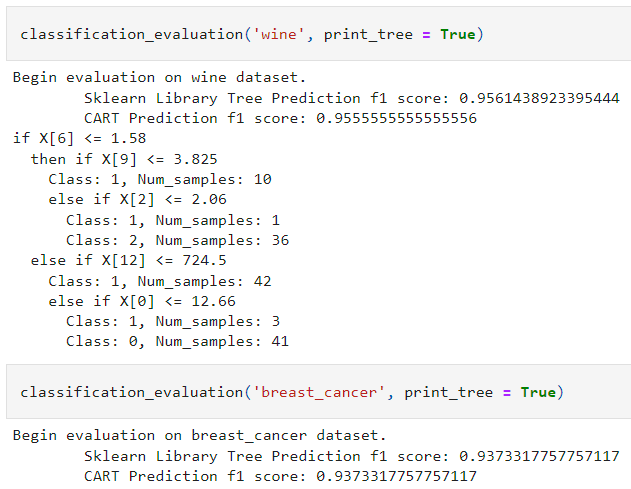 classification_evaluation('wine', print_tree = True)
Begin evaluation on wine dataset.
        Sklearn Library Tree Prediction f1 score: 0.9561438923395444
        CART Prediction f1 score: 0.9555555555555556
if X[6] <= 1.58
  then if X[9] <= 3.825
    Class: 1, Num_samples: 10
    else if X[2] <= 2.06
      Class: 1, Num_samples: 1
      Class: 2, Num_samples: 36
  else if X[12] <= 724.5
    Class: 1, Num_samples: 42
    else if X[0] <= 12.66
      Class: 1, Num_samples: 3
      Class: 0, Num_samples: 41
classification_evaluation('breast_cancer', print_tree = True)
Begin evaluation on breast_cancer dataset.
        Sklearn Library Tree Prediction f1 score: 0.9373317757757117
        CART Prediction f1 score: 0.9373317757757117